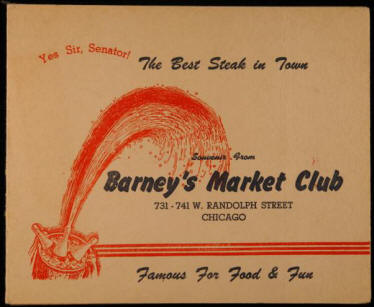 Yes Sir, Senator!
The Best Steak in Town
Souvenir from
Barney's Market Club
731 - 741 W. RANDOLPH STREET
CHICAGO
Famous For Food & Fun